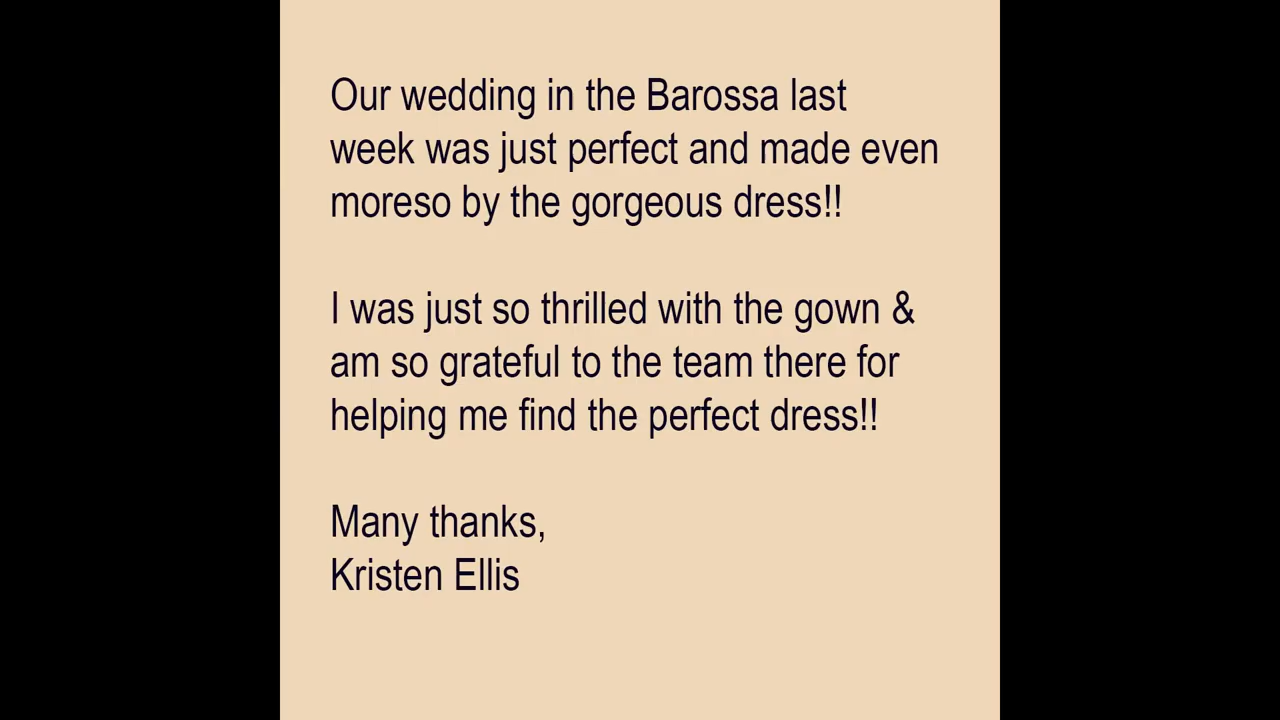 Our wedding in the Barossa last
week was just perfect and made even
moreso by the gorgeous dress!!
I was just so thrilled with the gown &
am so grateful to the team there for
helping me find the perfect dress!!
Many thanks,
Kristen Ellis